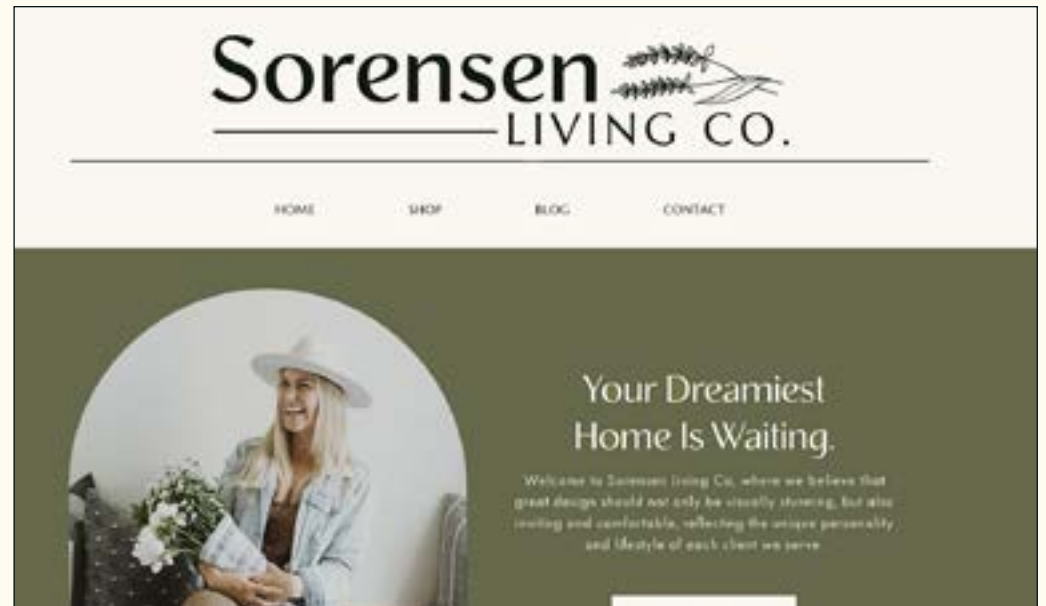 Sorensen
LIVING CO.
HOME SHOP BLOG CONTACT
Your Dreamiest
Home Is Waiting.
Welcome to Sorensen Living Co, where we believe that
great design should not only be visually stunning, but also
inviting and comfortable, reflecting the unique personality
and lifestyle of each client we serve